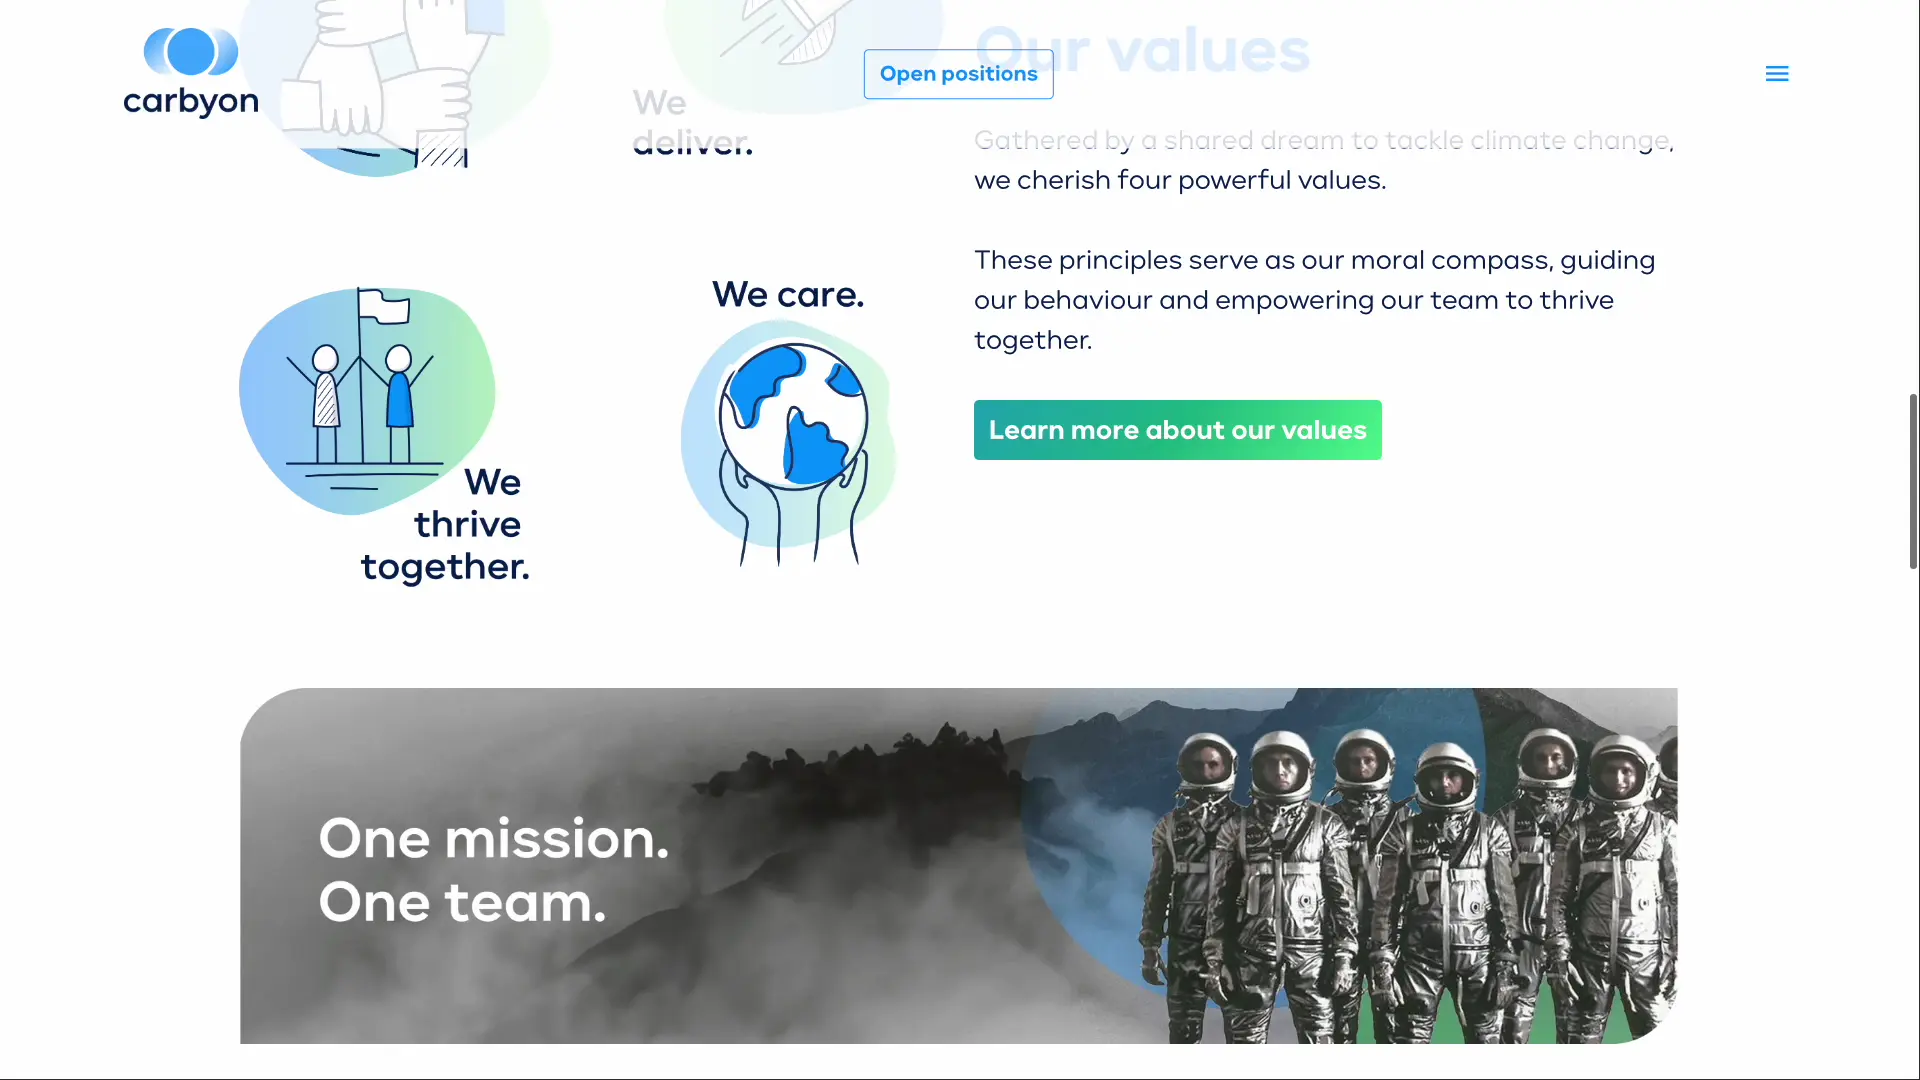 carbyon
Open positions
Our values
We
deliver.
Gathered by a shared dream to tackle climate change,
we cherish four powerful values.
These principles serve as our moral compass, guiding
our behaviour and empowering our team to thrive
together.
Learn more about our values
We care.
We
thrive
together.
One mission.
One team.